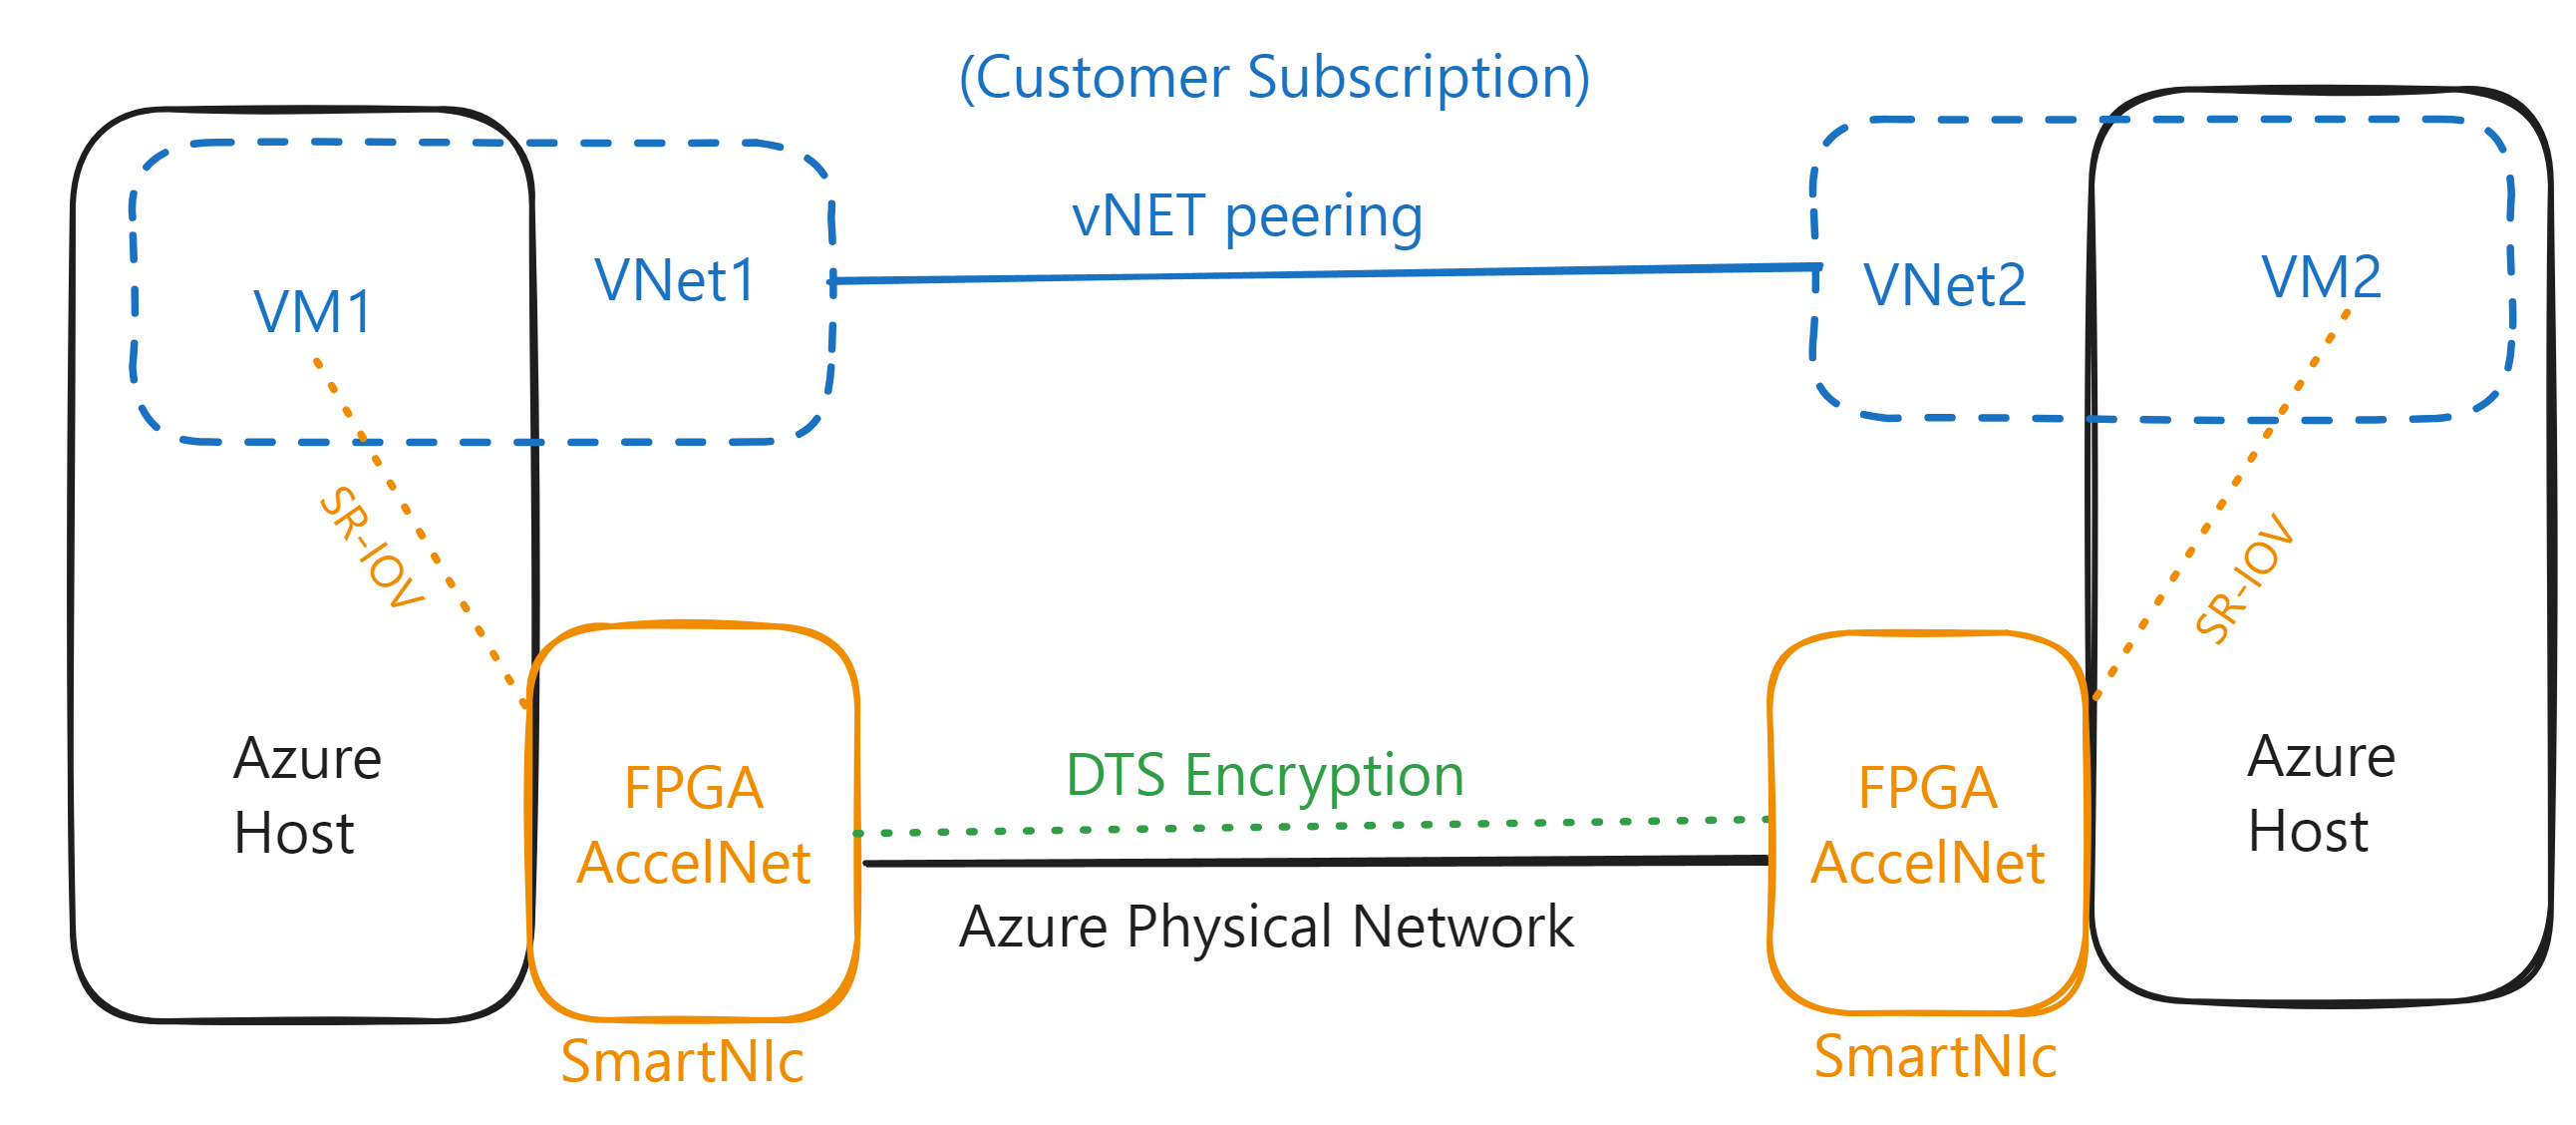 (Customer Subscription)
vNET peering
VNet1
VNet2
VM1
VM2
SR-IOV
SR-IOV
Azure
Host
FPGA
AccelNet
DTS Encryption
Azure Physical Network
FPGA
AccelNet
Azure
Host
SmartNIc
SmartNIc